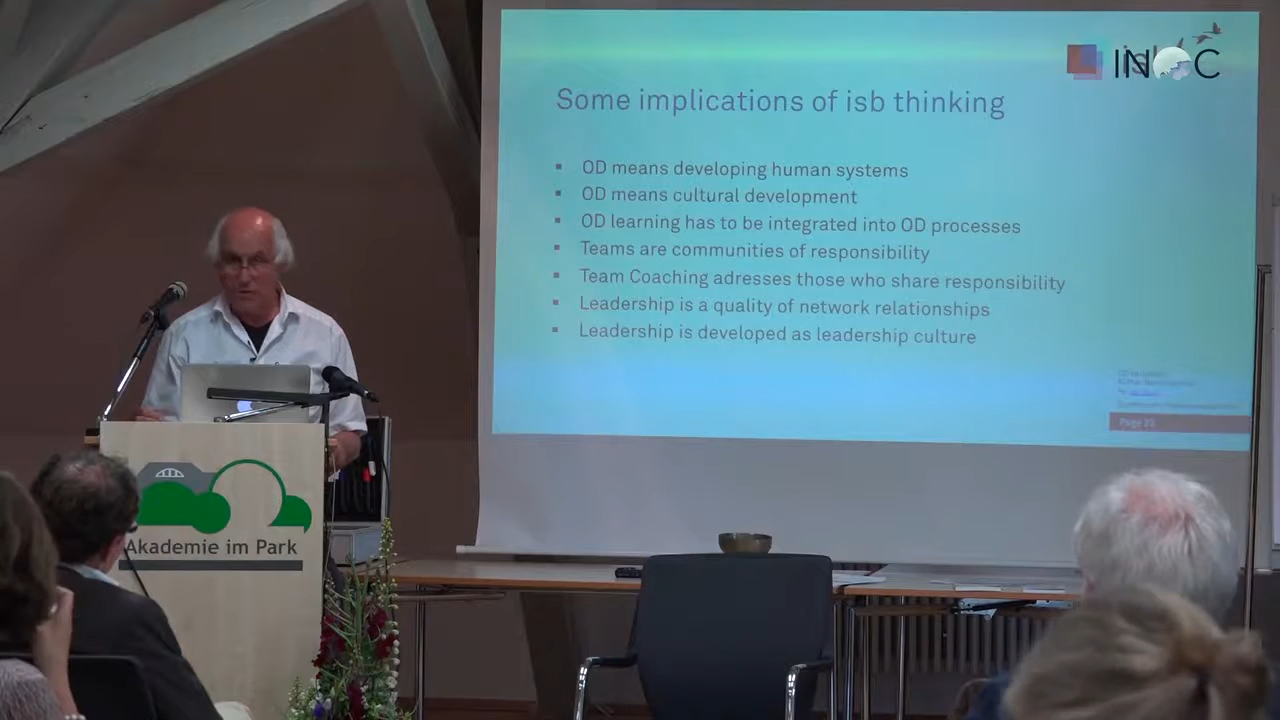 INOC
Some implications of isb thinking
OD means developing human systems
OD means cultural development
OD learning has to be integrated into OD processes
Teams are communities of responsibility
Team Coaching adresses those who share responsibility
Leadership is a quality of network relationships
Leadership is developed as leadership culture
Akademie im Park